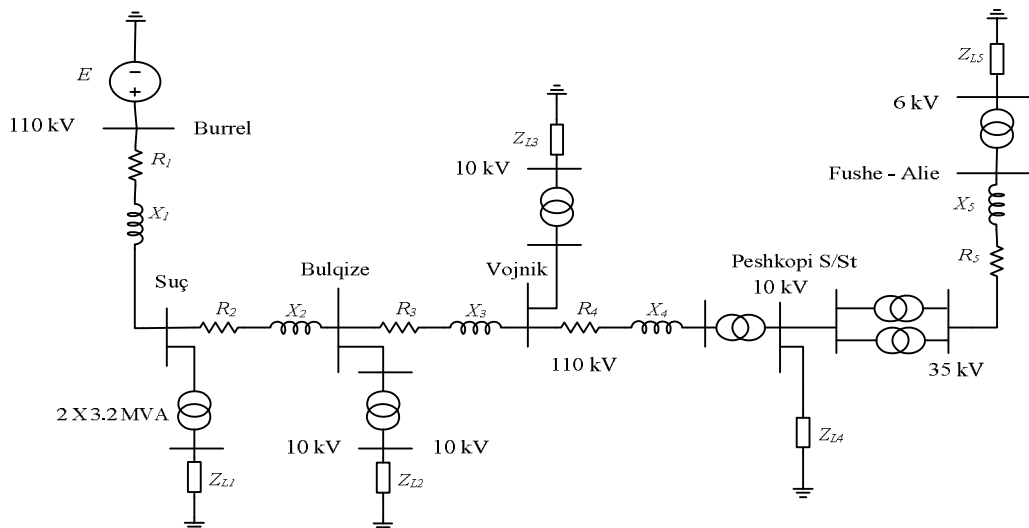 E
110 kV
Burrel
R1
X1
Suç
R2
X2
Bulqize
R3
X3
Vojnik
R4
X4
110 kV
ZL3
10 kV
Peshkopi S/St
10 kV
35 kV
ZL5
6 kV
Fushe - Alie
X5
R5
2 X 3.2 MVA
ZL1
10 kV
10 kV
ZL2
ZL4